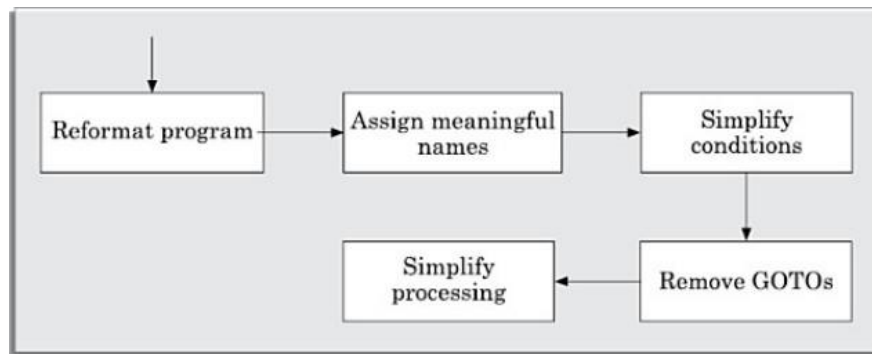 Reformat program
Assign meaningful
names
Simplify
conditions
Simplify
processing
Remove GOTOs